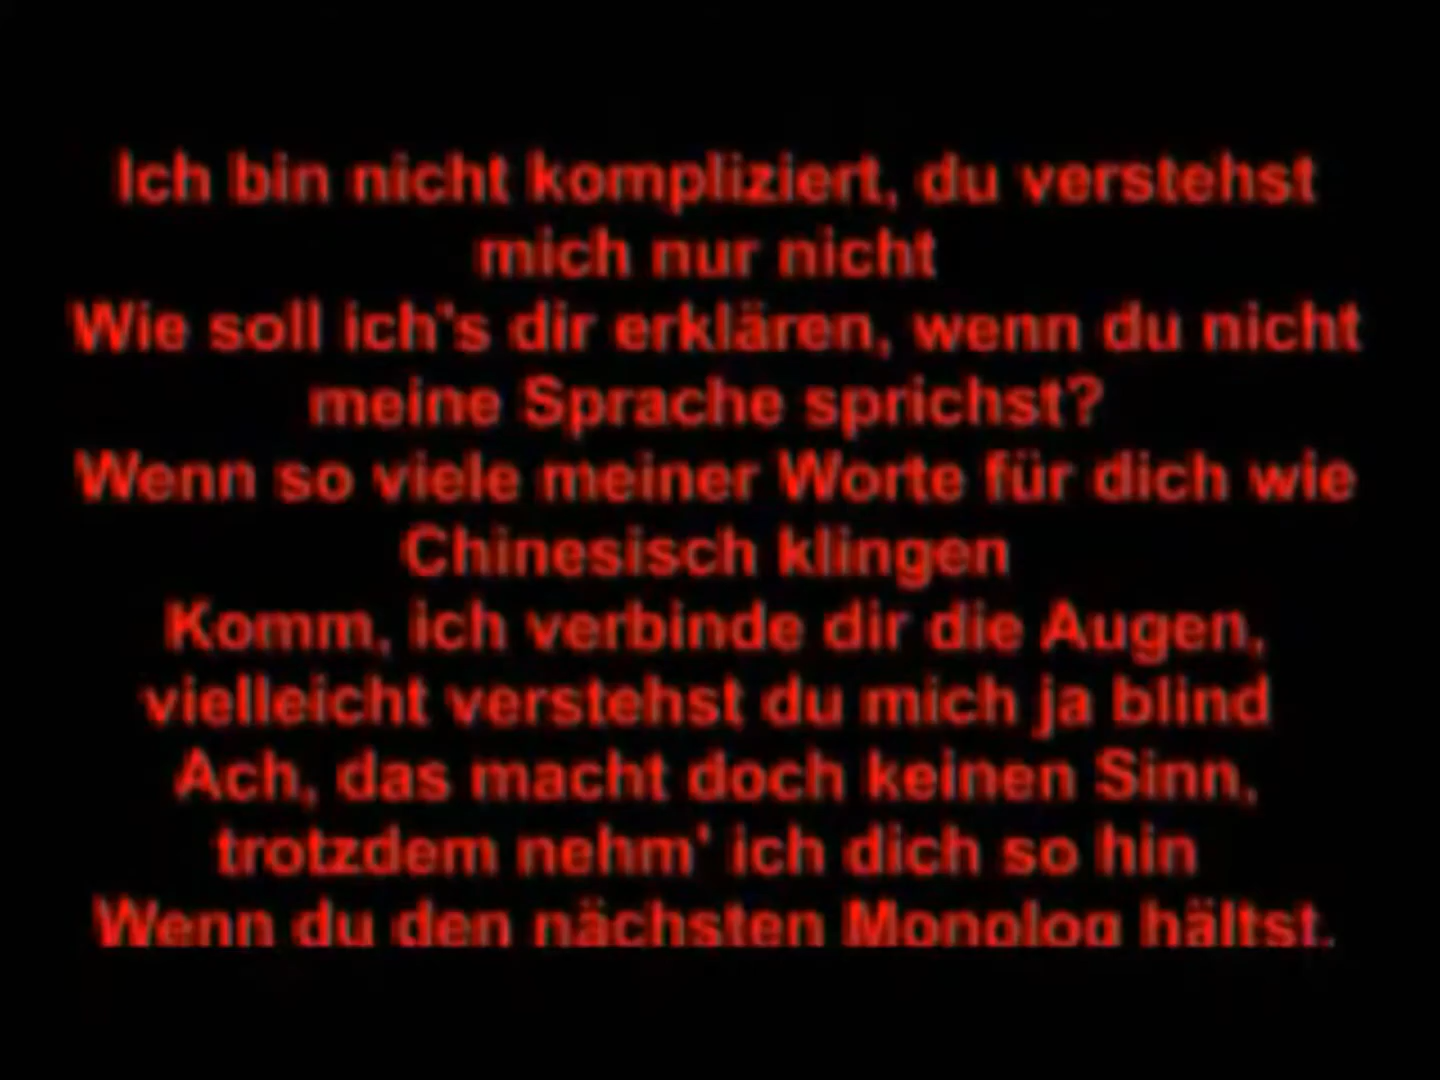 Ich bin nicht kompliziert, du verstehst
mich nur nicht
Wie soll ich's dir erklären, wenn du nicht
meine Sprache sprichst?
Wenn so viele meiner Worte für dich wie
Chinesisch klingen
Komm, ich verbinde dir die Augen,
vielleicht verstehst du mich ja blind
Ach, das macht doch keinen Sinn,
trotzdem nehm' ich dich so hin
Wenn du den nächsten Monolog hältst,